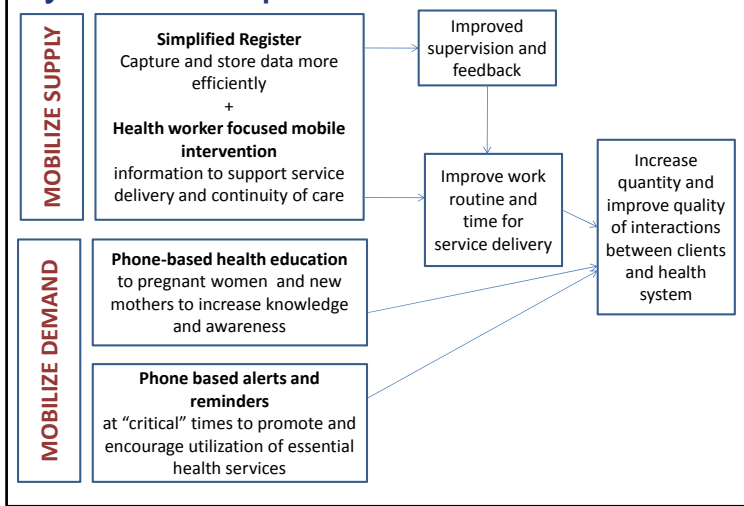 MOBILIZE SUPPLY
Simplified Register
Capture and store data more
efficiently
+
Health worker focused mobile
intervention
information to support service
delivery and continuity of care
Improved
supervision and
feedback
Improve work
routine and
time for
service delivery
Increase
quantity and
improve quality
of interactions
between clients
and health
system
MOBILIZE DEMAND
Phone-based health education
to pregnant women and new
mothers to increase knowledge
and awareness
Phone based alerts and
reminders
at “critical” times to promote and
encourage utilization of essential
health services